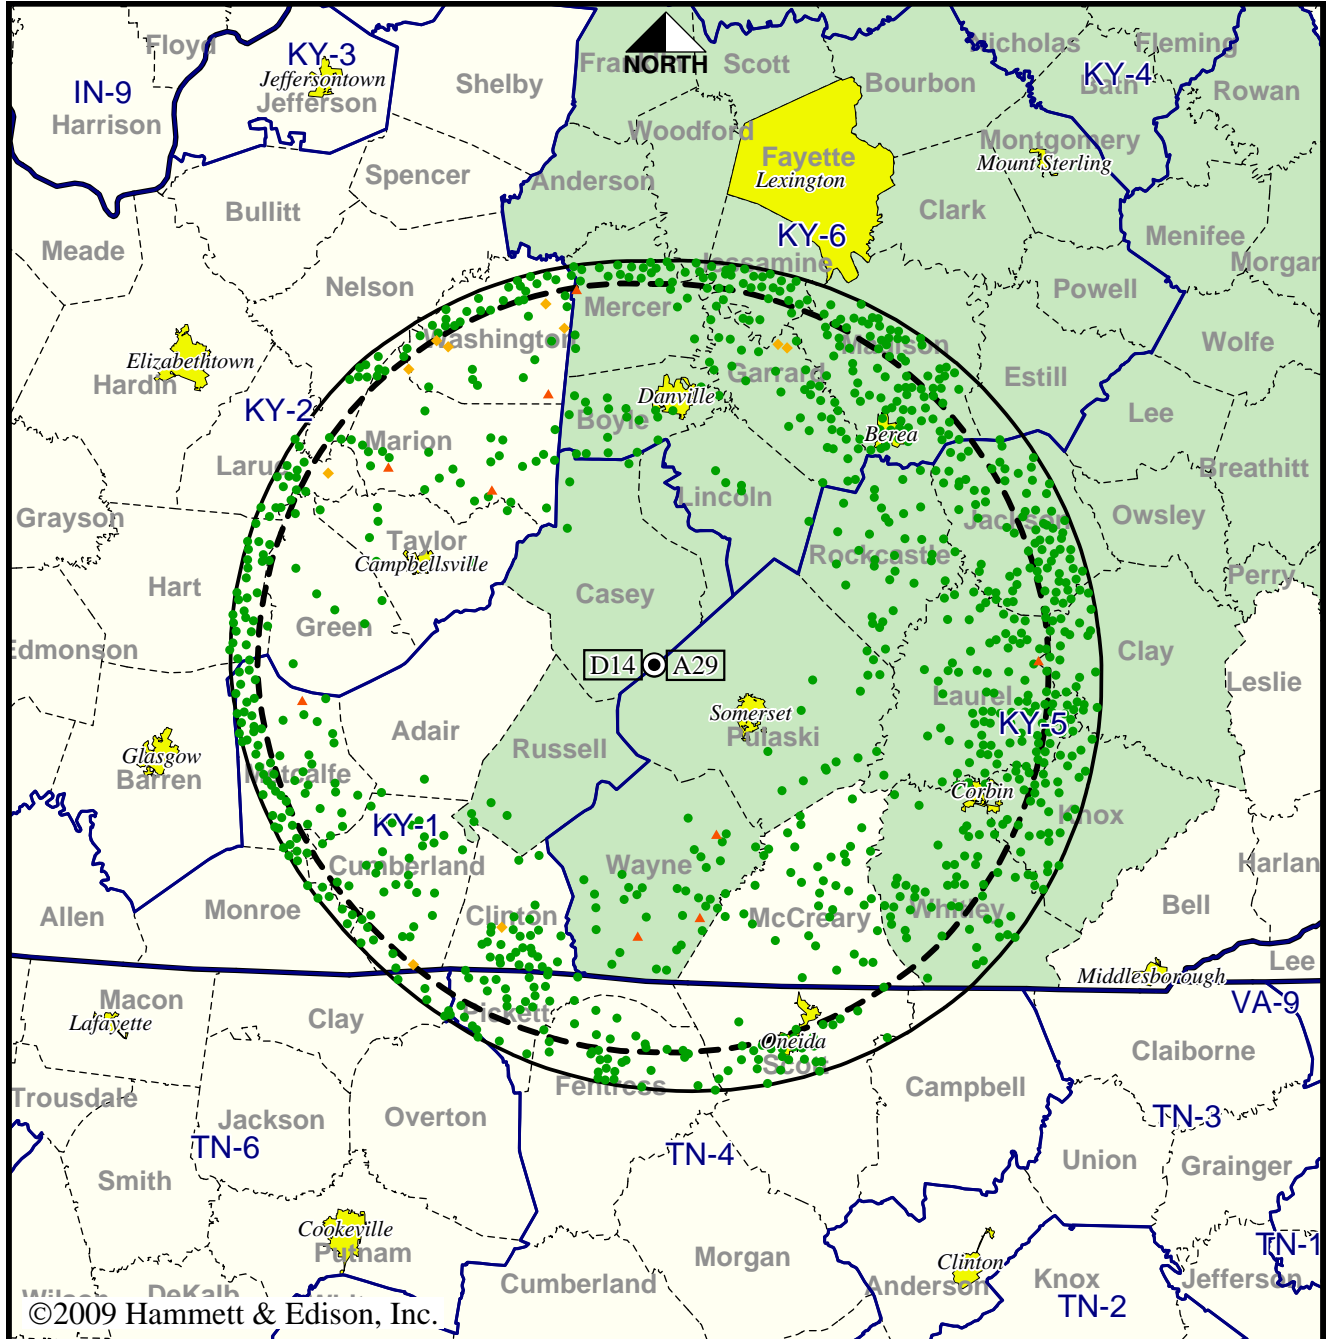 Floyd
KY-3
Jeffersontown
Jefferson
IN-9
Harrison
Shelby
NORTH
Scott
Bourbon
Nicholas
Fleming
KY-4
Bath
Rowan
Woodford
Fayette
Lexington
Montgomery
Mount Sterling
Spencer
Anderson
Bullitt
Clark
KY-6
Menifee
Morgan
Meade
Nelson
Jessamine
Powell
Mercer
Washington
Madison
Wolfe
Elizabethtown
Hardin
Garrard
Estill
KY-2
Danville
Boyle
Berea
Lee
Marion
Larue
Breathitt
Lincoln
Grayson
Jackson
Owsley
Taylor
Campbellsville
Rockcastle
Hart
Casey
Perry
Green
Edmonson
Clay
D14
A29
Leslie
Laurel
Somerset
Pulaski
KY-5
Adair
Russell
Glasgow
Barren
Metcalfe
Corbin
Knox
KY-1
Cumberland
Wayne
Harlan
Allen
Monroe
Clinton
McCreary
Whitley
Bell
Lee
Middlesborough
Macon
Lafayette
Clay
Pickett
Oneida
Scott
VA-9
Claiborne
Trousdale
Jackson
Overton
Fentress
Campbell
TN-3
TN-6
TN-4
Union
Grainger
Smith
Cookeville
Putnam
Morgan
Clinton
Anderson
Knox
TN-2
TN-1
Jefferson
Cumberland
DeKalb
©2009 Hammett & Edison, Inc.